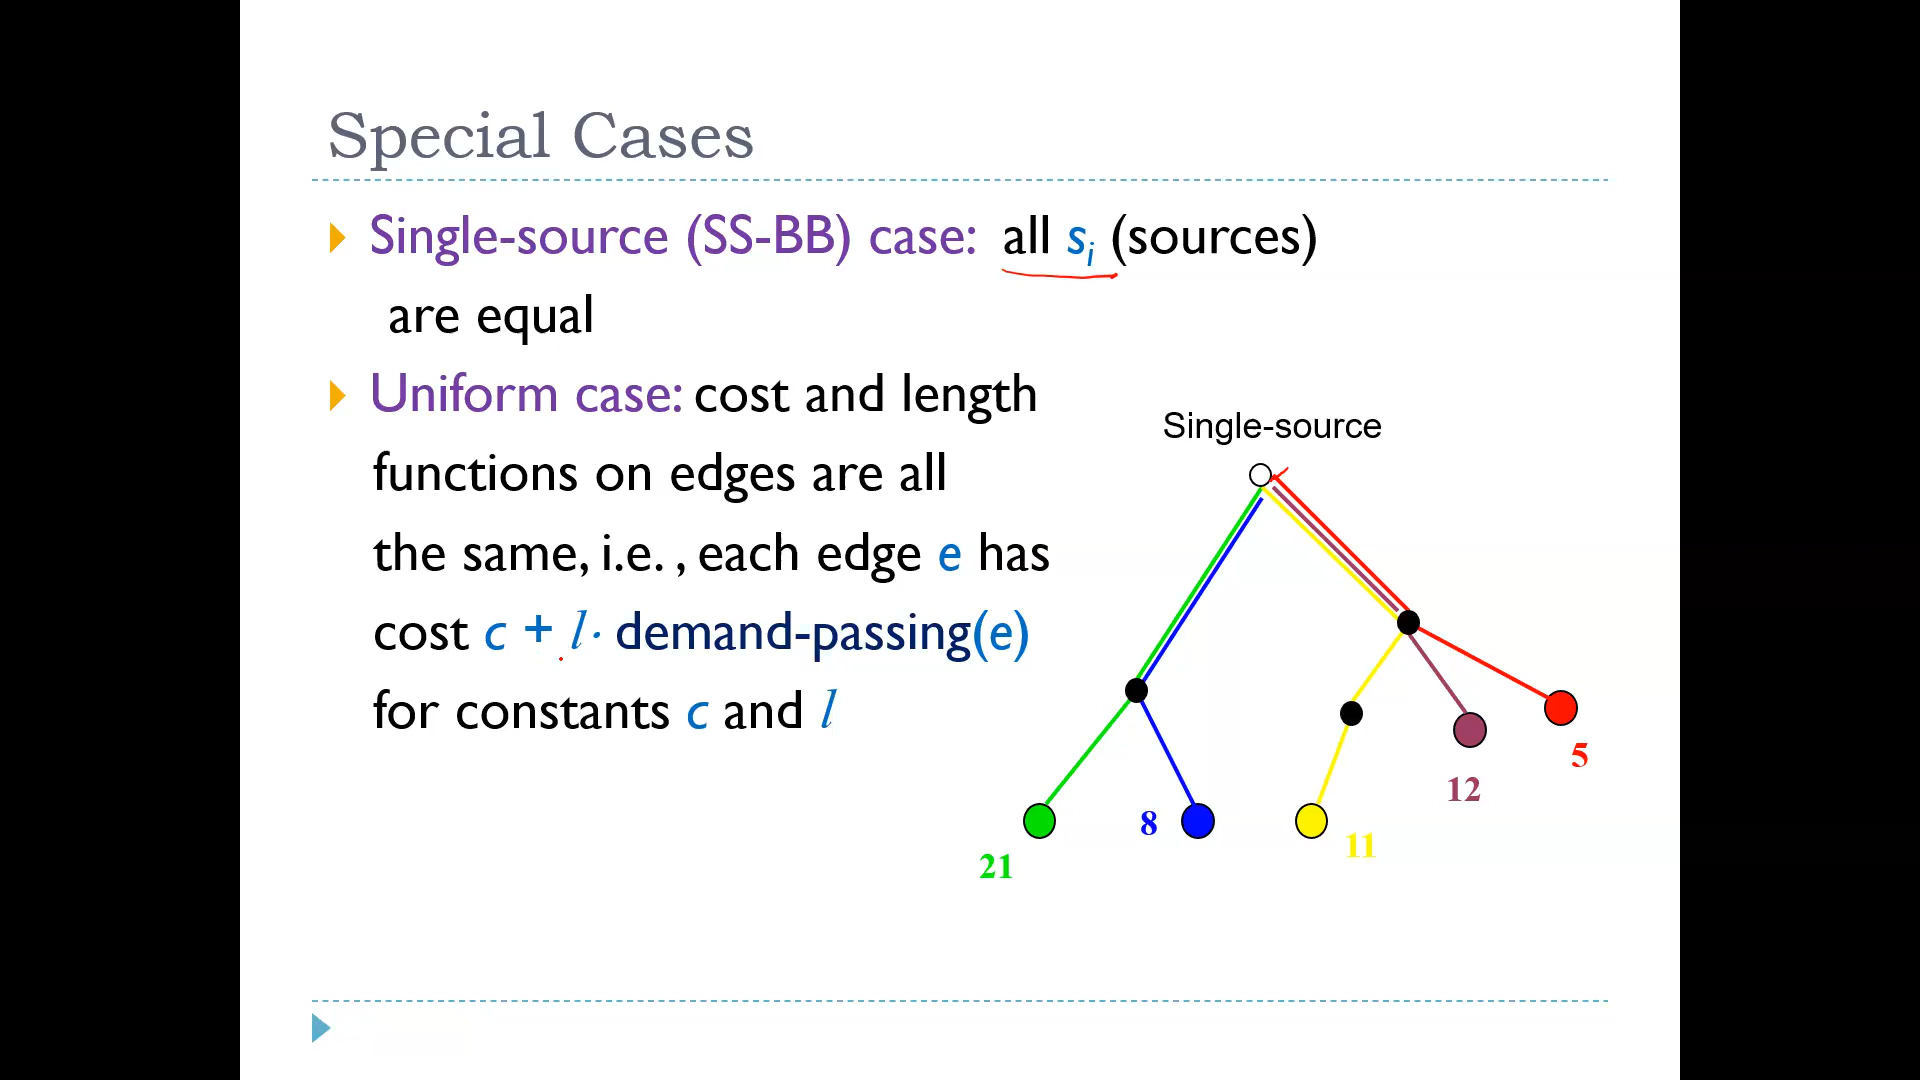 Special Cases
Single-source (SS-BB) case: all sᵢ (sources)
are equal
Uniform case: cost and length
functions on edges are all
the same, i.e. , each edge e has
cost c + l· demand-passing(e)
for constants c and l
Single-source
5
12
8
11
21